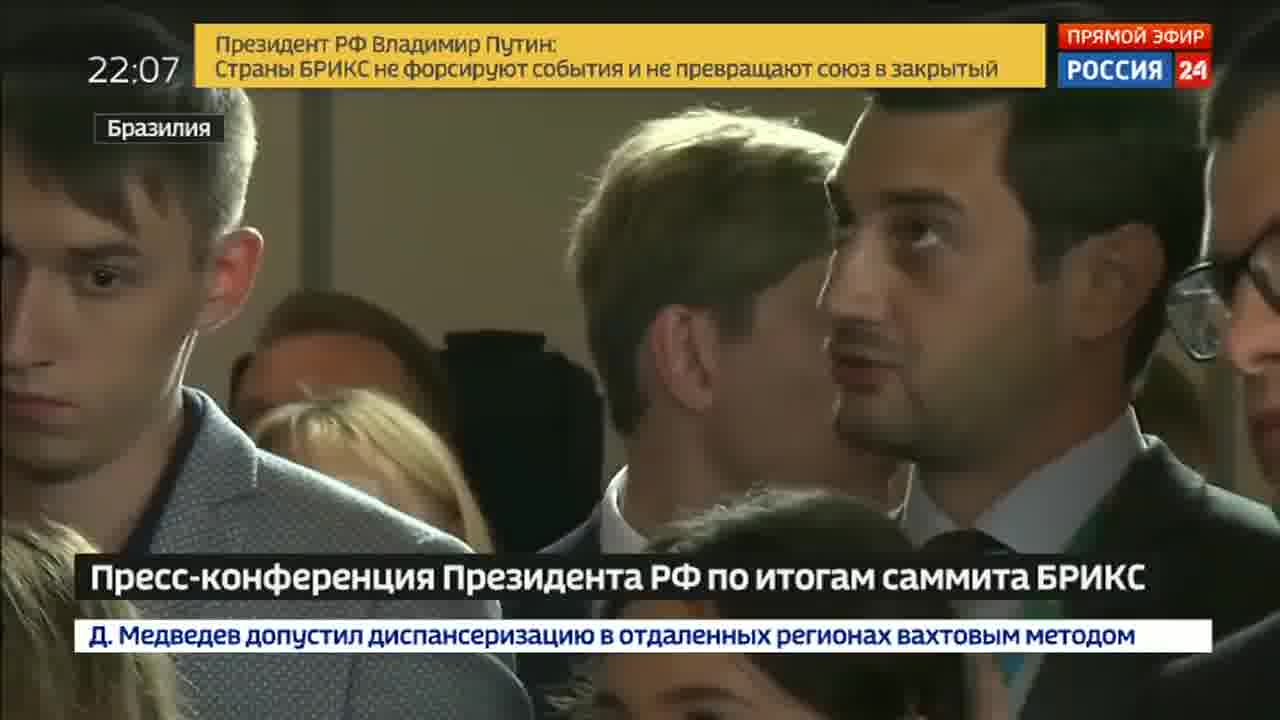 22:07
Президент РФ Владимир Путин:
Страны БРИКС не форсируют события и не превращают союз в закрытый
ПРЯМОЙ ЭФИР
РОССИЯ 24
Бразилия
Пресс-конференция Президента РФ по итогам саммита БРИКС
Д. Медведев допустил диспансеризацию в отдаленных регионах вахтовым методом